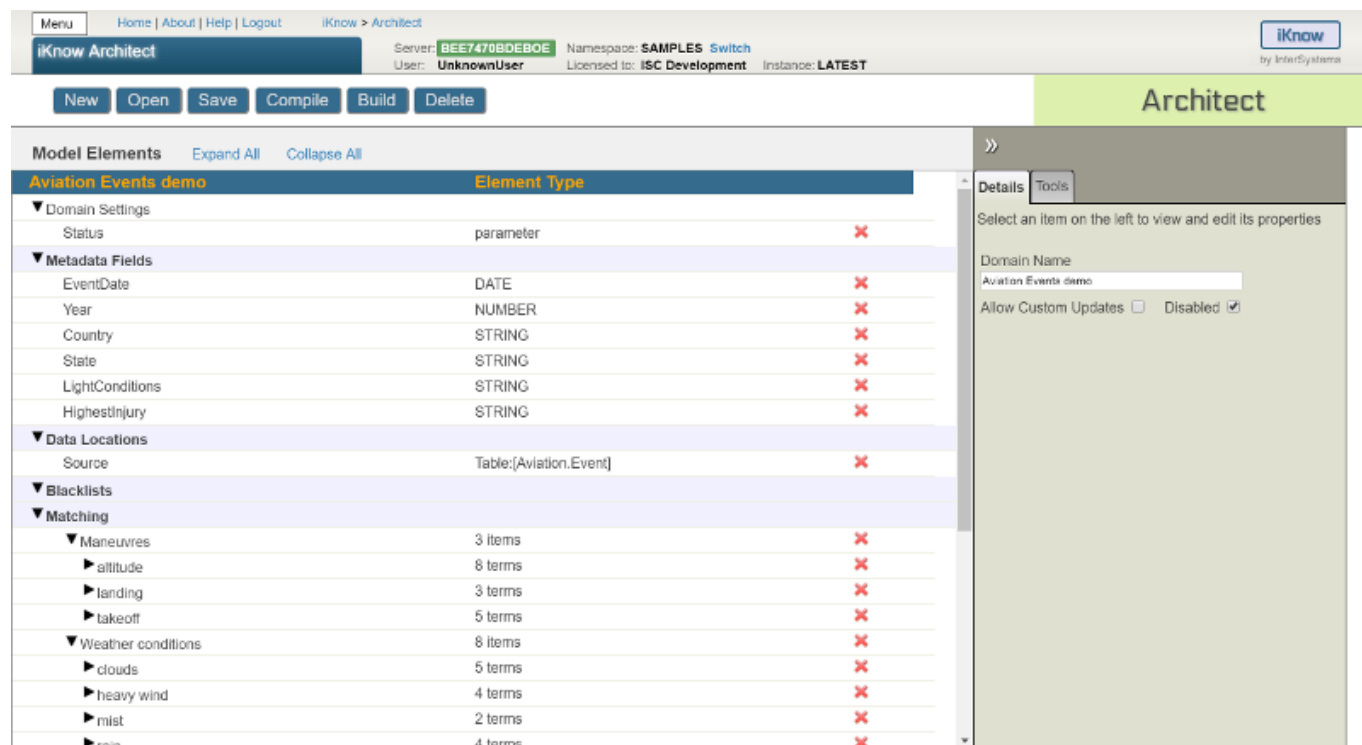 Menu Home | About | Help | Logout iKnow > Architect
iKnow Architect
Server: BEE7470BDEBOE Namespace: SAMPLES Switch
User: UnknownUser Licensed to: ISC Development Instance: LATEST
iKnow
by InterSystems
New Open Save Compile Build Delete
Architect
Model Elements Expand All Collapse All
»
Aviation Events demo Element Type
Details Tools
Domain Settings
Select an item on the left to view and edit its properties
Status parameter
Metadata Fields
Domain Name
EventDate DATE
Aviation Events demo
Year NUMBER
Allow Custom Updates Disabled
Country STRING
State STRING
LightConditions STRING
HighestInjury STRING
Data Locations
Source Table:[Aviation.Event]
Blacklists
Matching
Maneuvres 3 items
altitude 8 terms
landing 3 terms
takeoff 5 terms
Weather conditions 8 items
clouds 5 terms
heavy wind 4 terms
mist 2 terms
rain 4 terms